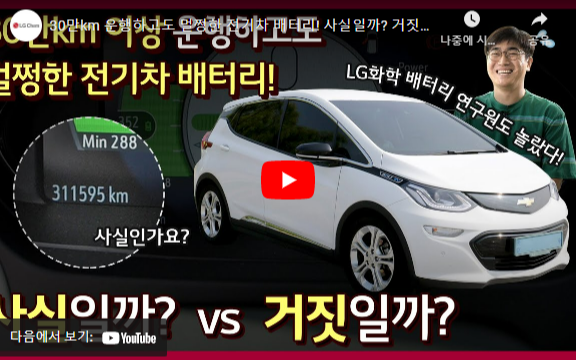 LG Chem 30만km 운행하고도 멀쩡한 전기차 배터리! 사실일까? 거짓...
나중에 시
공유
30만km 이상 운행하고도
멀쩡한 전기차 배터리!
LG화학 배터리 연구원도 놀랐다!
352
Power
Min 288
311595 km
사실인가요?
사실일까? vs 거짓일까?
다음에서 보기: YouTube